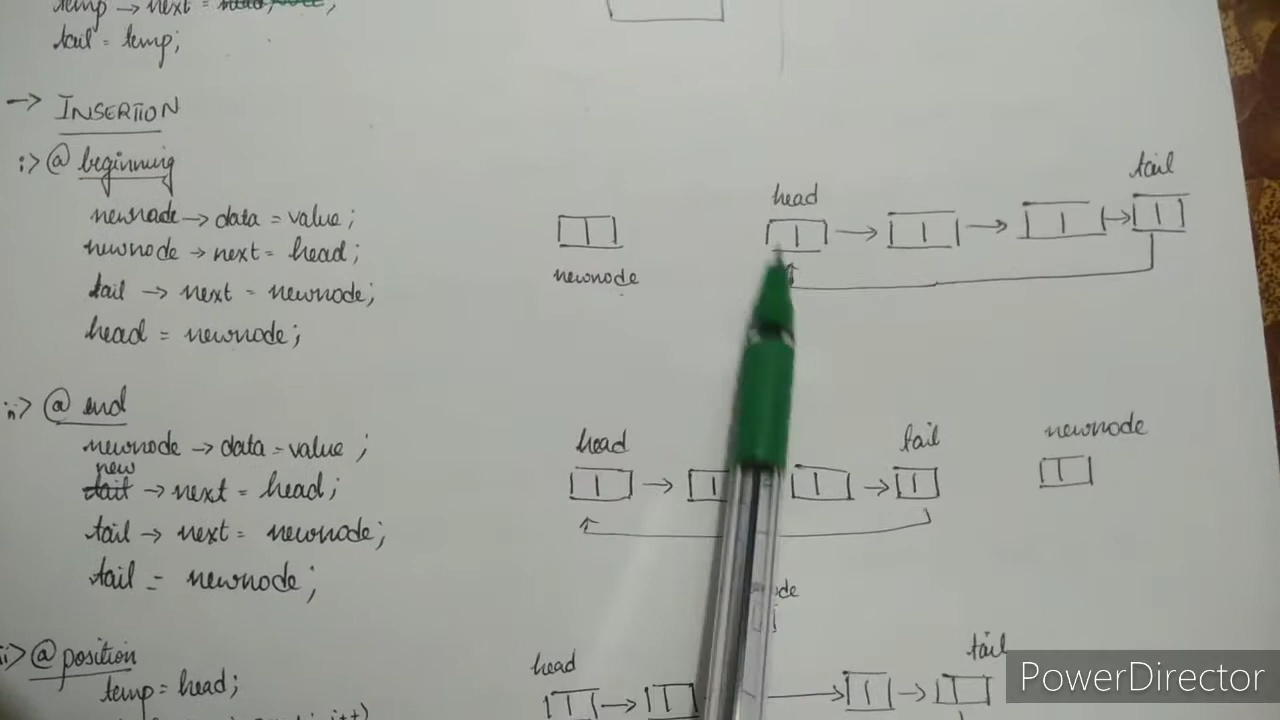 temp → next =
tail = temp;
→ INSERTION
i:> @ beginning
newnode → data = value;
newnode → next = head;
tail → next = newnode;
head = newnode;
newnode
head
tail
ii:> @ end
newnode → data = value ;
new
tail → next = head;
tail → next = newnode;
tail = newnode;
head
tail
newnode
@ position
temp = head;
head
tail
PowerDirector